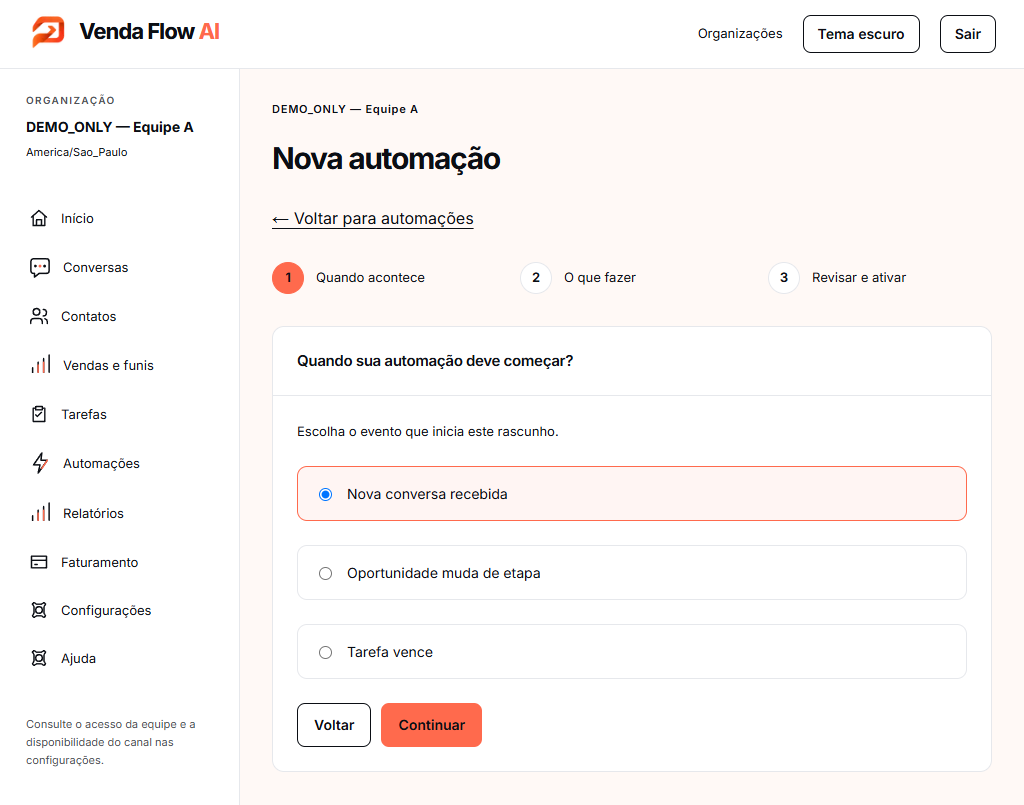 Venda Flow AI
Organizações
Tema escuro
Sair
ORGANIZAÇÃO
DEMO_ONLY — Equipe A
America/Sao_Paulo
Início
Conversas
Contatos
Vendas e funis
Tarefas
Automações
Relatórios
Faturamento
Configurações
Ajuda
Consulte o acesso da equipe e a
disponibilidade do canal nas
configurações.
DEMO_ONLY — Equipe A
Nova automação
← Voltar para automações
1 Quando acontece
2 O que fazer
3 Revisar e ativar
Quando sua automação deve começar?
Escolha o evento que inicia este rascunho.
Nova conversa recebida
Oportunidade muda de etapa
Tarefa vence
Voltar
Continuar